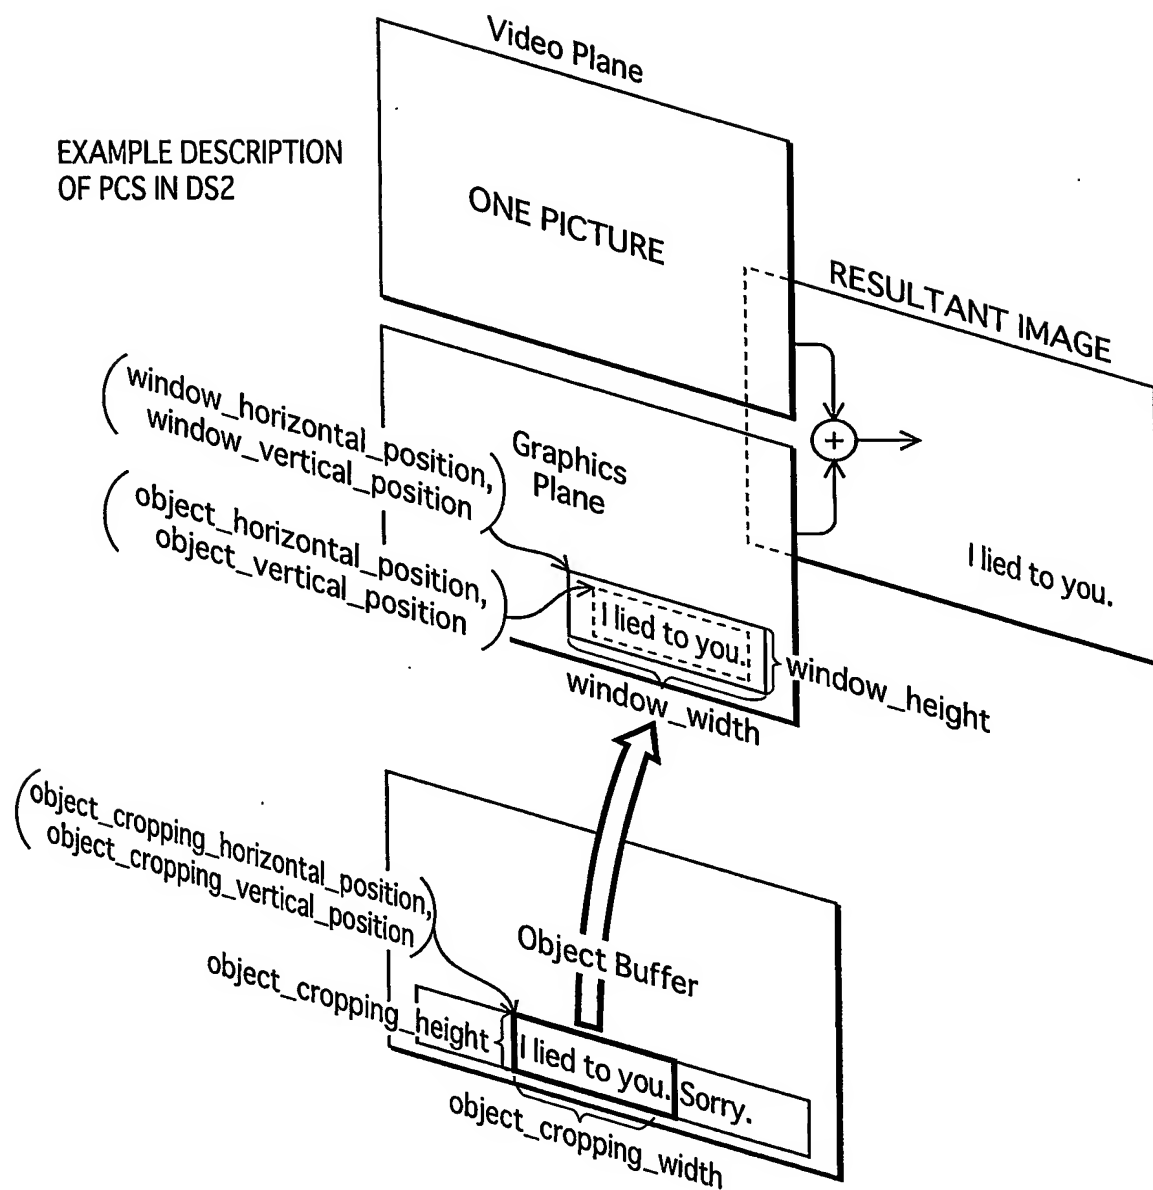 Video Plane
EXAMPLE DESCRIPTION
OF PCS IN DS2
ONE PICTURE
RESULTANT IMAGE
(window_horizontal_position,
window_vertical_position)
Graphics
Plane
(object_horizontal_position,
object_vertical_position)
I lied to you.
I lied to you.
window_height
window_width
(object_cropping_horizontal_position,
object_cropping_vertical_position)
Object Buffer
object_cropping_height
I lied to you. Sorry.
object_cropping_width
+